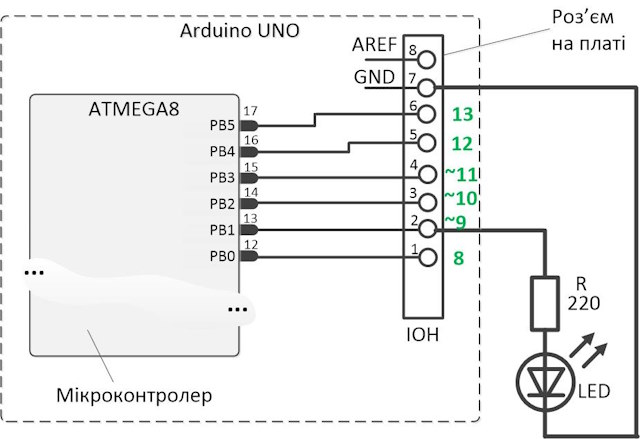 Arduino UNO
Роз’єм
на платі
AREF 8
GND 7
ATMEGA8
17
PB5 6 13
16
PB4 5 12
15
PB3 4 ~11
14
PB2 3 ~10
13
PB1 2 ~9
12
PB0 1 8
...
...
R
220
IOH
LED
Мікроконтролер